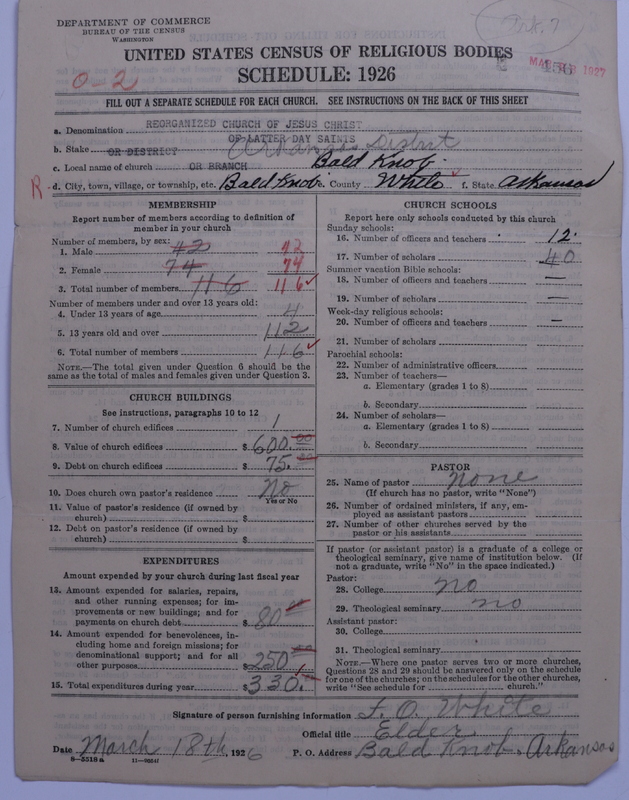 DEPARTMENT OF COMMERCE
BUREAU OF THE CENSUS
WASHINGTON
UNITED STATES CENSUS OF RELIGIOUS BODIES
SCHEDULE: 1926
0-2
FILL OUT A SEPARATE SCHEDULE FOR EACH CHURCH. SEE INSTRUCTIONS ON THE BACK OF THIS SHEET
a. Denomination REORGANIZED CHURCH OF JESUS CHRIST
OF LATTER DAY SAINTS
b. Stake OR DISTRICT Arkansas District
c. Local name of church OR BRANCH Bald Knob.
R d. City, town, village, or township, etc. Bald Knob. County White f. State Arkansas
MEMBERSHIP
Report number of members according to definition of
member in your church
Number of members, by sex:
1. Male 42 42
2. Female 74 74
3. Total number of members 116 116
Number of members under and over 13 years old:
4. Under 13 years of age 4
5. 13 years old and over 112
6. Total number of members 116
NOTE.—The total given under Question 6 should be the
same as the total of males and females given under Question 3.
CHURCH BUILDINGS
See instructions, paragraphs 10 to 12
7. Number of church edifices 1
8. Value of church edifices $ 600.00
9. Debt on church edifices $ 75.00
10. Does church own pastor's residence No
Yes or No
11. Value of pastor's residence (if owned by
church) $
12. Debt on pastor's residence (if owned by
church) $
EXPENDITURES
Amount expended by your church during last fiscal year
13. Amount expended for salaries, repairs,
and other running expenses; for im-
provements or new buildings; and for
payments on church debt $ 80
14. Amount expended for benevolences, in-
cluding home and foreign missions; for
denominational support; and for all
other purposes $ 250
15. Total expenditures during year $ 330.
CHURCH SCHOOLS
Report here only schools conducted by this church
Sunday schools:
16. Number of officers and teachers 12.
17. Number of scholars 40
Summer vacation Bible schools:
18. Number of officers and teachers —
19. Number of scholars —
Week-day religious schools:
20. Number of officers and teachers —
21. Number of scholars
Parochial schools:
22. Number of administrative officers
23. Number of teachers—
a. Elementary (grades 1 to 8)
b. Secondary
24. Number of scholars—
a. Elementary (grades 1 to 8)
b. Secondary
PASTOR
25. Name of pastor None
(If church has no pastor, write "None")
26. Number of ordained ministers, if any, em-
ployed as assistant pastors
27. Number of other churches served by the
pastor or his assistants
If pastor (or assistant pastor) is a graduate of a college or
theological seminary, give name of institution below. (If
not a graduate, write "No" in the space indicated.)
Pastor:
28. College No
29. Theological seminary no
Assistant pastor:
30. College
31. Theological seminary
NOTE.—Where one pastor serves two or more churches,
Questions 28 and 29 should be answered only on the schedule
for one of the churches; on the schedules for the other churches,
write "See schedule for church."
Signature of person furnishing information F. O. White
Official title Elder
Date March 18th, 1926 P. O. Address Bald Knob, Arkansas
8-5518 a